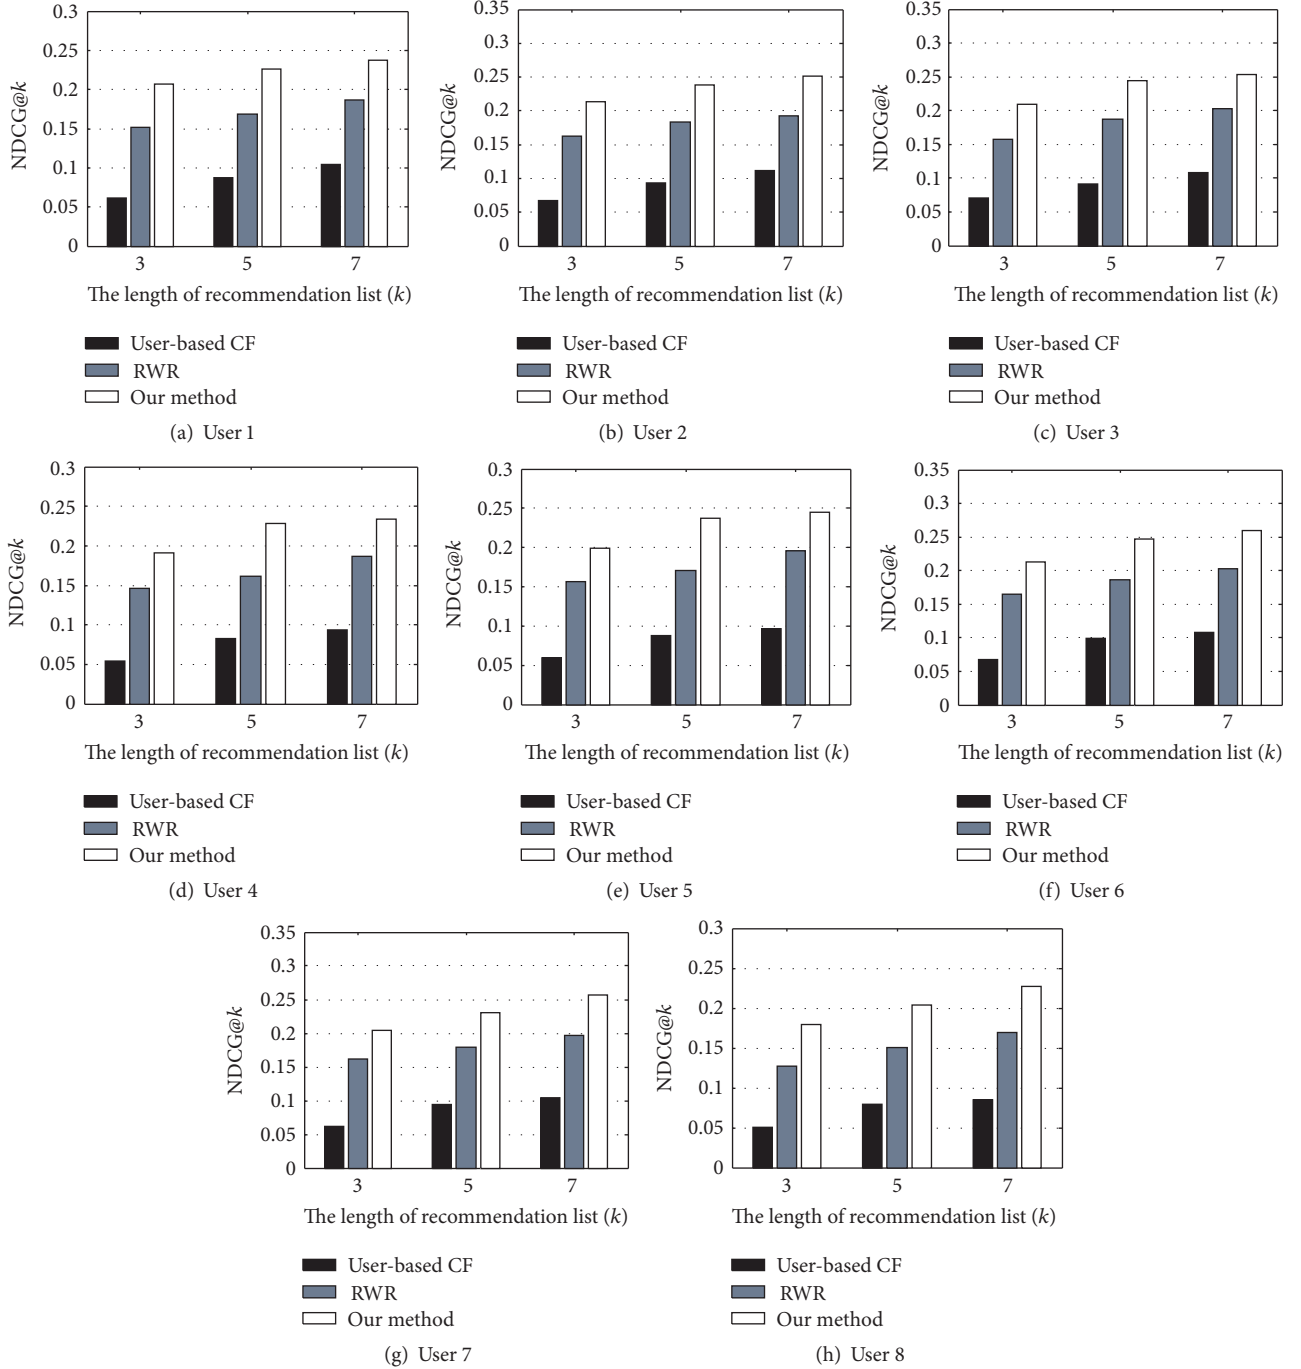 NDCG@k
0.3
0.25
0.2
0.15
0.1
0.05
0
3 5 7
The length of recommendation list (k)
User-based CF
RWR
Our method
(a) User 1
NDCG@k
0.35
0.3
0.25
0.2
0.15
0.1
0.05
0
3 5 7
The length of recommendation list (k)
User-based CF
RWR
Our method
(b) User 2
NDCG@k
0.35
0.3
0.25
0.2
0.15
0.1
0.05
0
3 5 7
The length of recommendation list (k)
User-based CF
RWR
Our method
(c) User 3
NDCG@k
0.3
0.25
0.2
0.15
0.1
0.05
0
3 5 7
The length of recommendation list (k)
User-based CF
RWR
Our method
(d) User 4
NDCG@k
0.3
0.25
0.2
0.15
0.1
0.05
0
3 5 7
The length of recommendation list (k)
User-based CF
RWR
Our method
(e) User 5
NDCG@k
0.35
0.3
0.25
0.2
0.15
0.1
0.05
0
3 5 7
The length of recommendation list (k)
User-based CF
RWR
Our method
(f) User 6
NDCG@k
0.35
0.3
0.25
0.2
0.15
0.1
0.05
0
3 5 7
The length of recommendation list (k)
User-based CF
RWR
Our method
(g) User 7
NDCG@k
0.3
0.25
0.2
0.15
0.1
0.05
0
3 5 7
The length of recommendation list (k)
User-based CF
RWR
Our method
(h) User 8